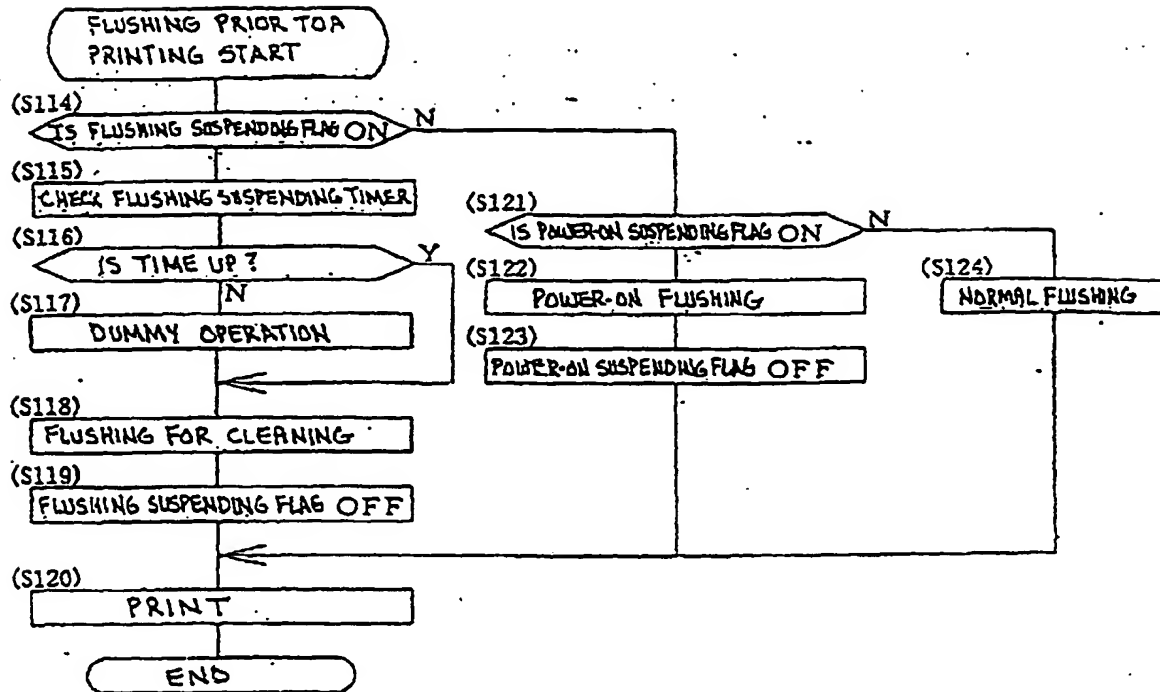 FLUSHING PRIOR TO A
PRINTING START
(S114)
IS FLUSHING SUSPENDING FLAG ON
N
(S115)
CHECK FLUSHING SUSPENDING TIMER
(S116)
IS TIME UP?
Y
N
(S117)
DUMMY OPERATION
(S118)
FLUSHING FOR CLEANING
(S119)
FLUSHING SUSPENDING FLAG OFF
(S120)
PRINT
END
(S121)
IS POWER-ON SUSPENDING FLAG ON
N
(S122)
POWER-ON FLUSHING
(S123)
POWER-ON SUSPENDING FLAG OFF
(S124)
NORMAL FLUSHING